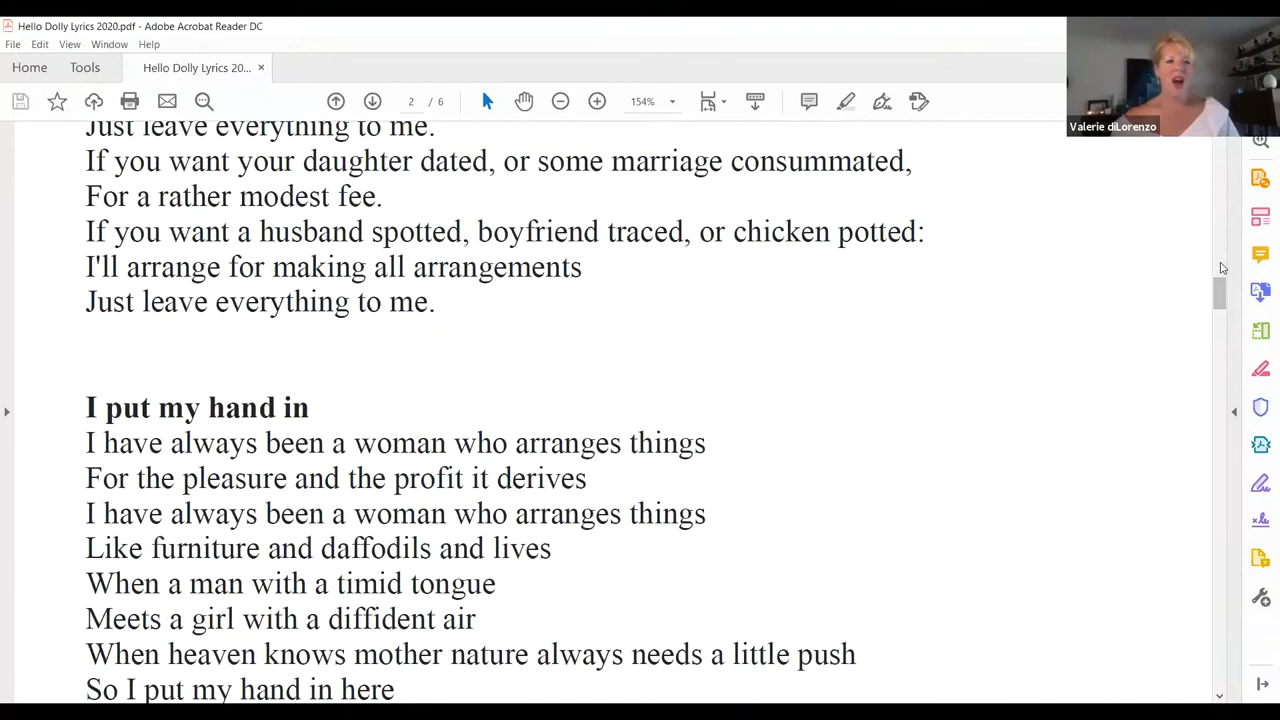 Hello Dolly Lyrics 2020.pdf - Adobe Acrobat Reader DC
File Edit View Window Help
Home Tools Hello Dolly Lyrics 20... ×
2 / 6 154%
Valerie diLorenzo
Just leave everything to me.
If you want your daughter dated, or some marriage consummated,
For a rather modest fee.
If you want a husband spotted, boyfriend traced, or chicken potted:
I'll arrange for making all arrangements
Just leave everything to me.
I put my hand in
I have always been a woman who arranges things
For the pleasure and the profit it derives
I have always been a woman who arranges things
Like furniture and daffodils and lives
When a man with a timid tongue
Meets a girl with a diffident air
When heaven knows mother nature always needs a little push
So I put my hand in here